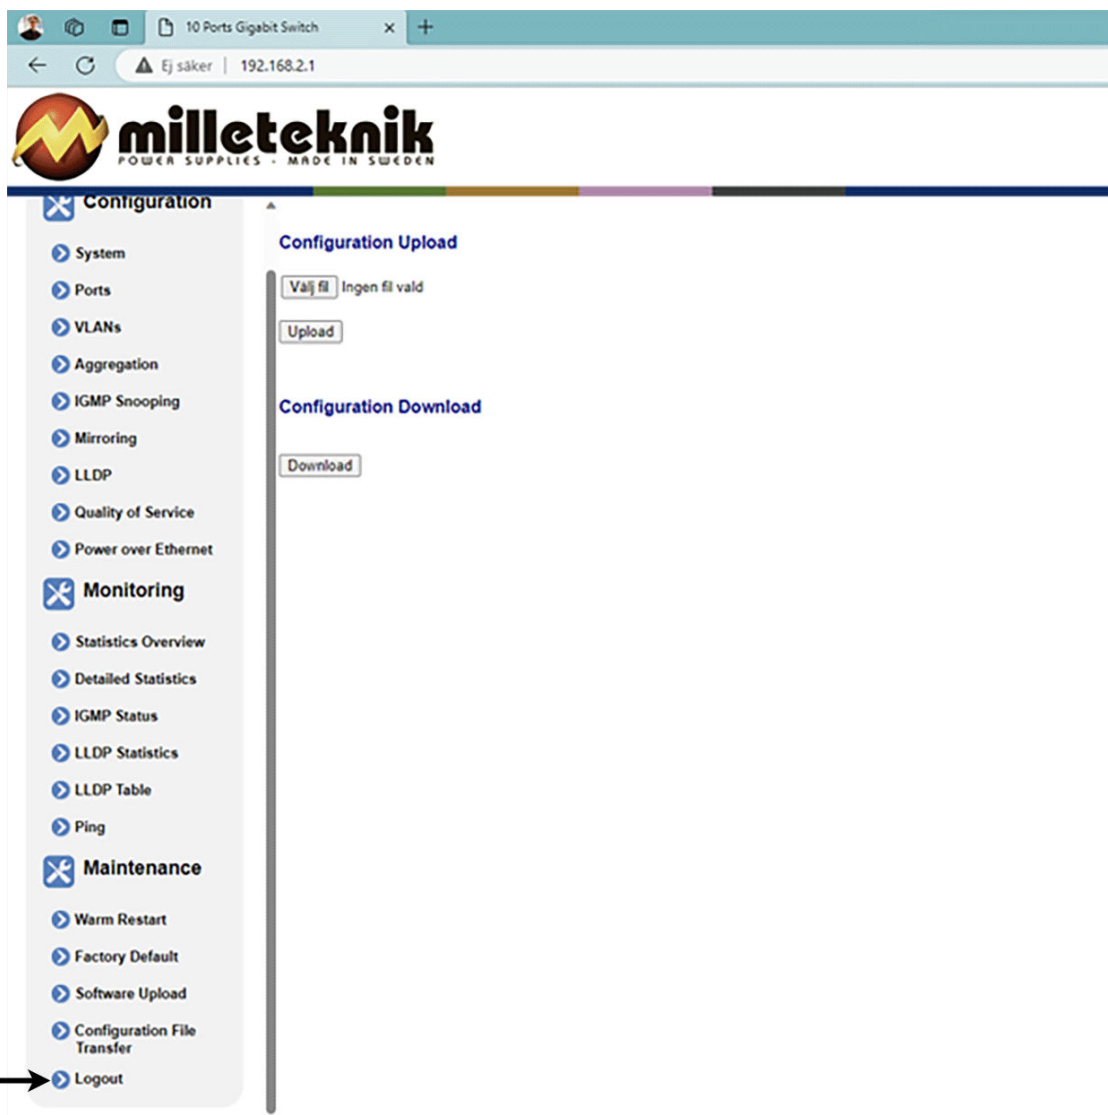 10 Ports Gigabit Switch
Ej säker | 192.168.2.1
milleteknik
POWER SUPPLIES - MADE IN SWEDEN
Configuration
System
Ports
VLANs
Aggregation
IGMP Snooping
Mirroring
LLDP
Quality of Service
Power over Ethernet
Monitoring
Statistics Overview
Detailed Statistics
IGMP Status
LLDP Statistics
LLDP Table
Ping
Maintenance
Warm Restart
Factory Default
Software Upload
Configuration File
Transfer
Logout
Configuration Upload
Välj fil Ingen fil vald
Upload
Configuration Download
Download